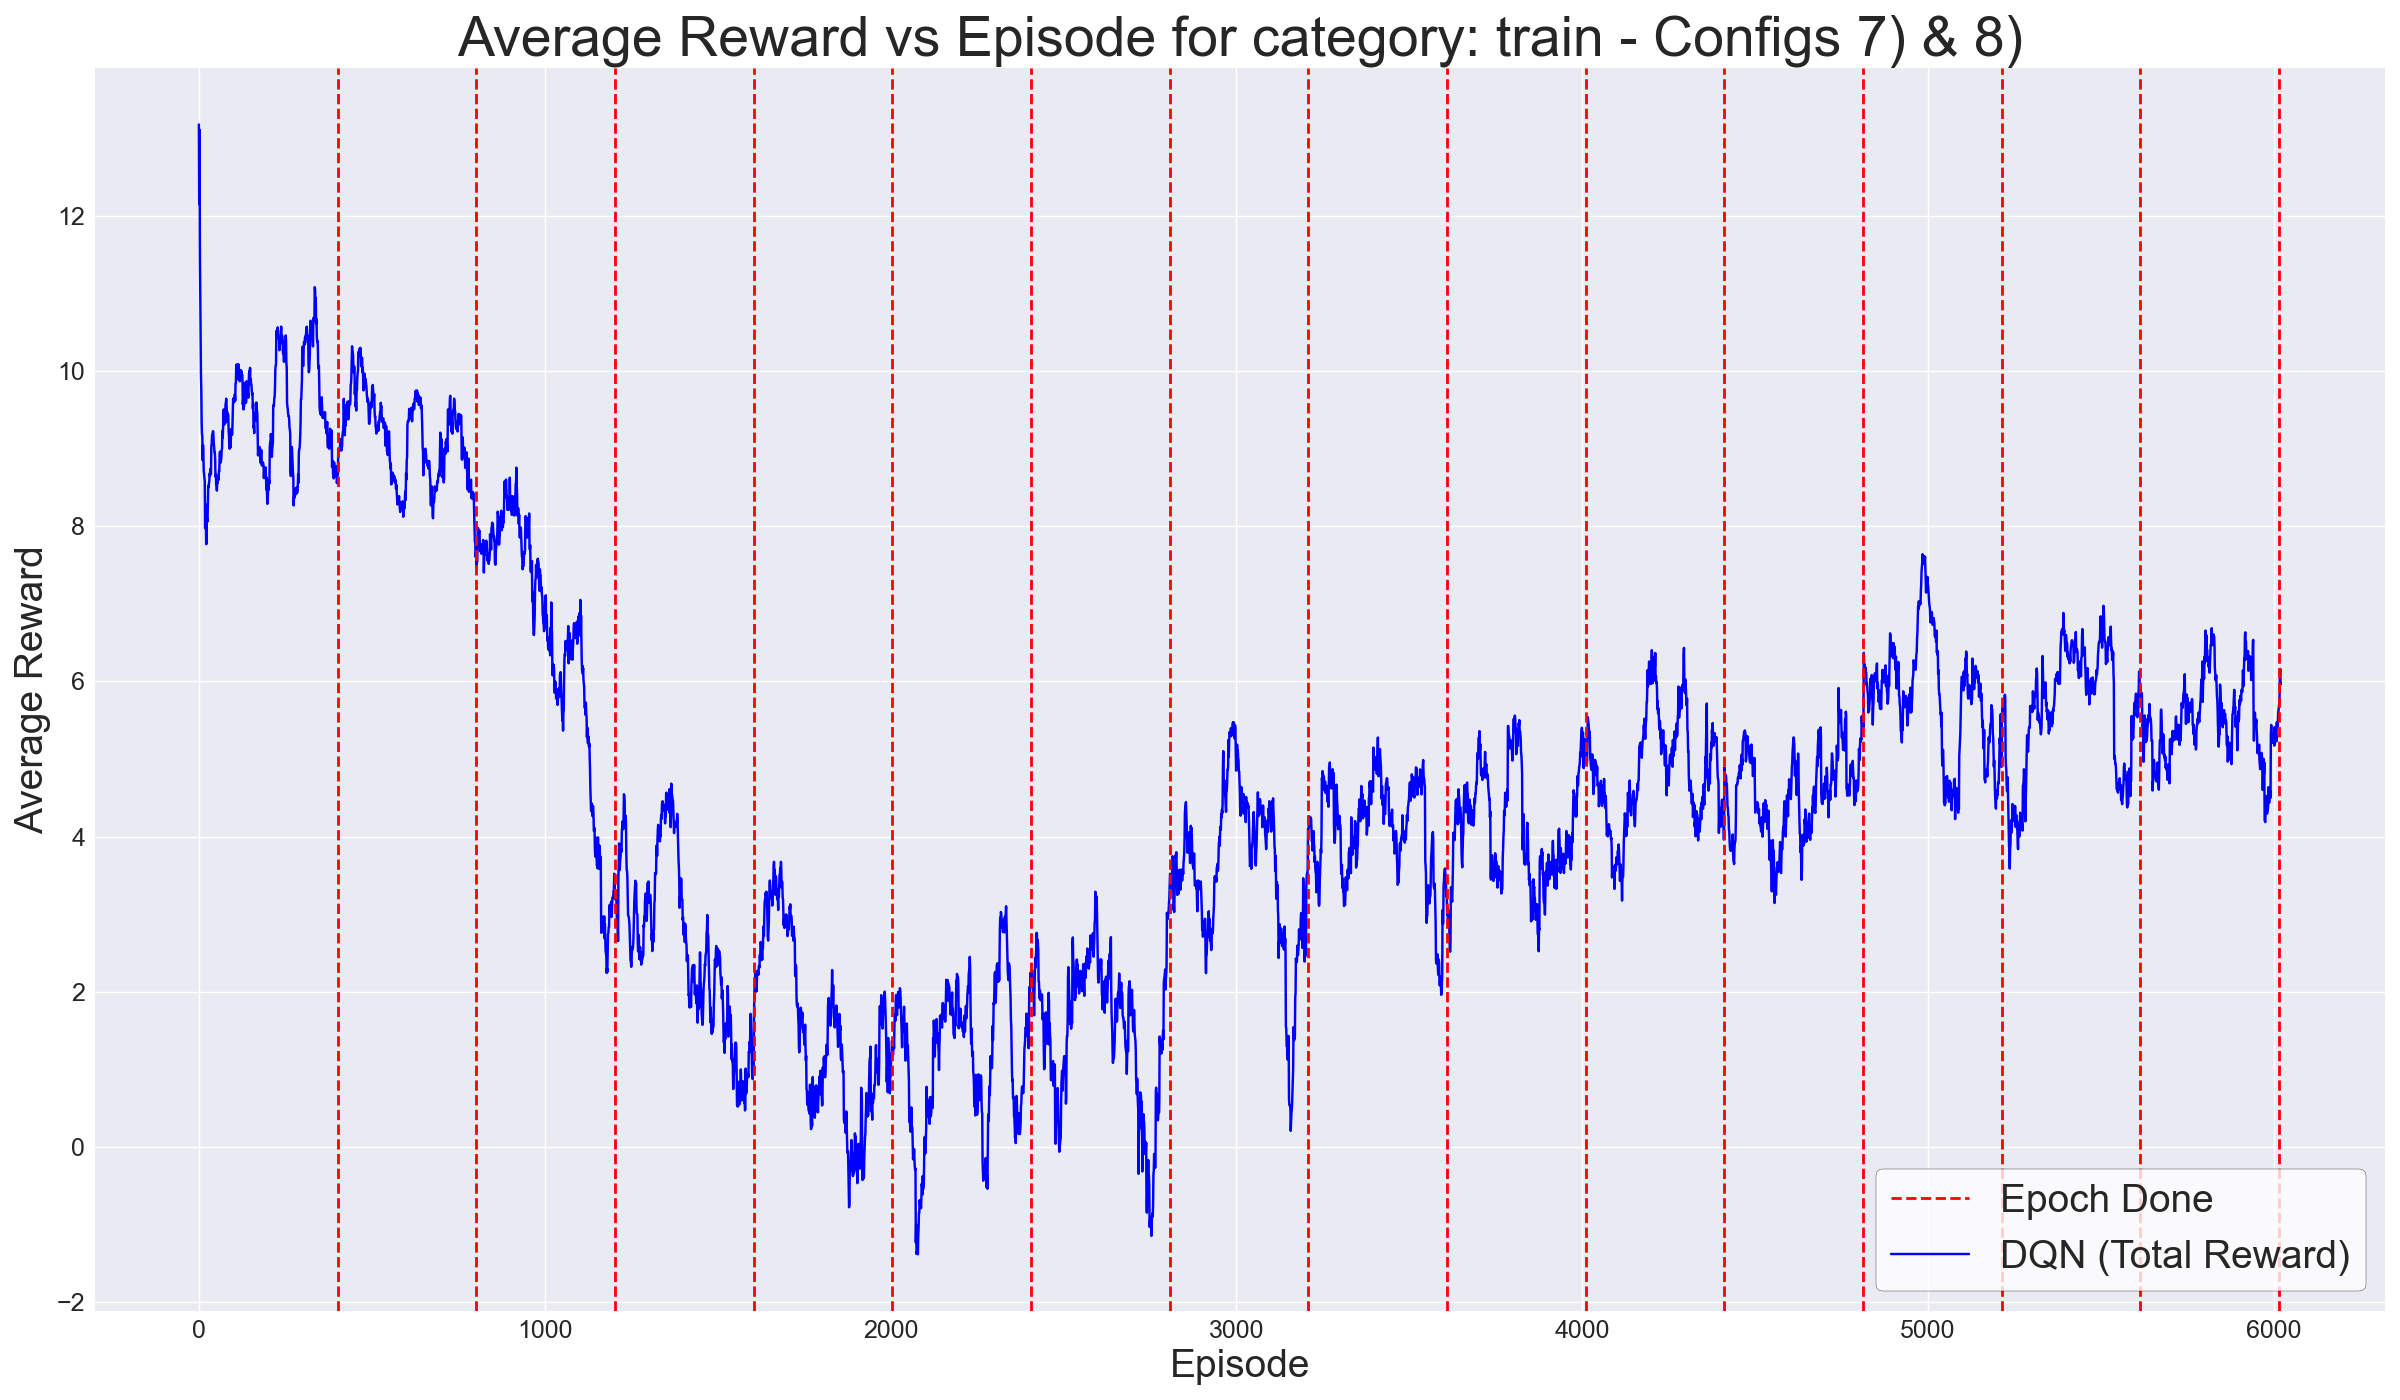 Average Reward vs Episode for category: train - Configs 7) & 8)
Average Reward
12
10
8
6
4
2
0
−2
0 1000 2000 3000 4000 5000 6000
Episode
Epoch Done
DQN (Total Reward)